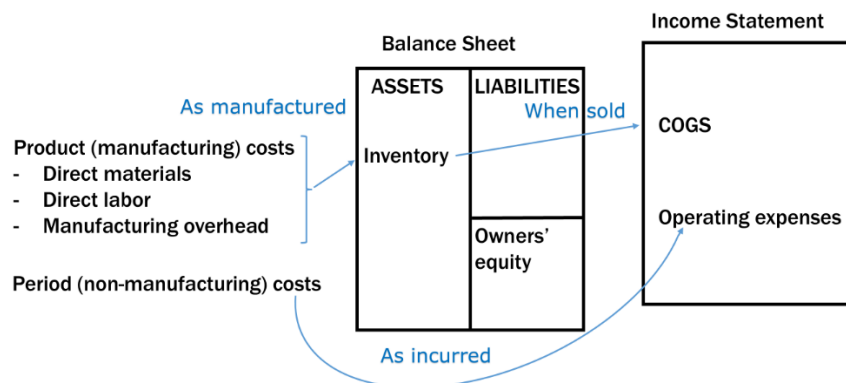 Income Statement
Balance Sheet
As manufactured
ASSETS
LIABILITIES
When sold
COGS
Product (manufacturing) costs
- Direct materials
- Direct labor
- Manufacturing overhead
Inventory
Operating expenses
Owners'
equity
Period (non-manufacturing) costs
As incurred